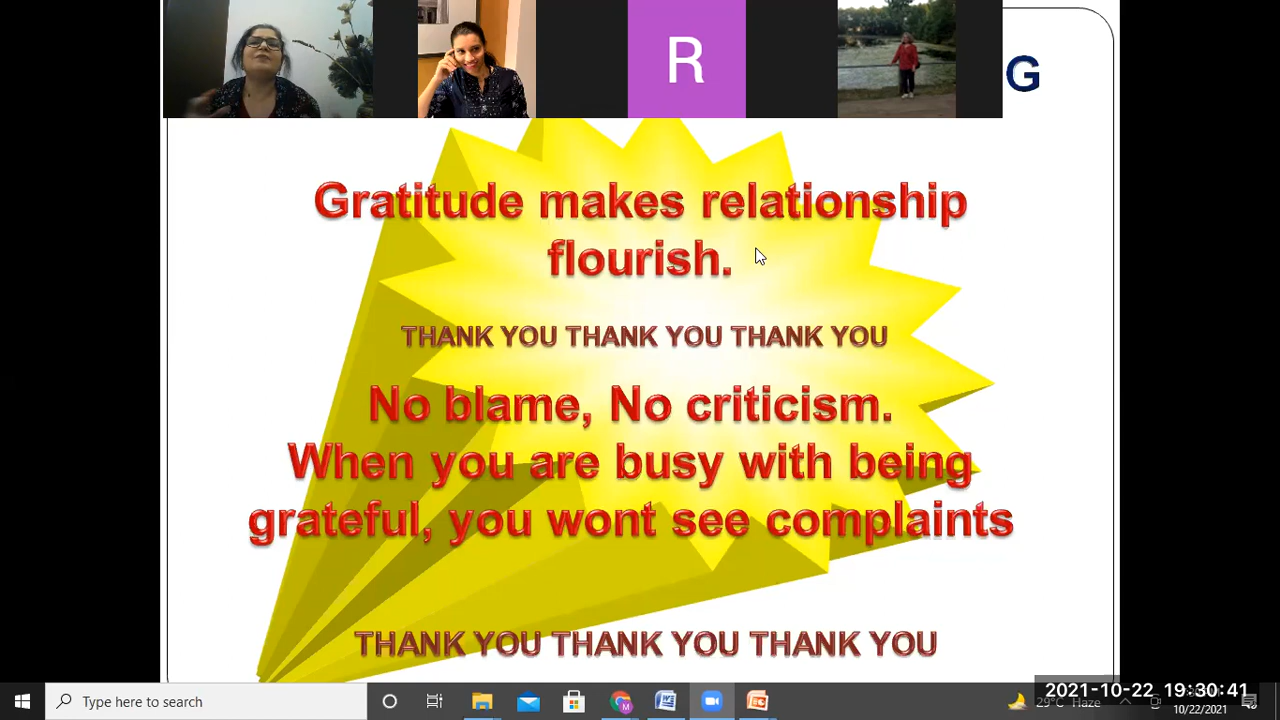 R
G
Gratitude makes relationship
flourish.
THANK YOU THANK YOU THANK YOU
No blame, No criticism.
When you are busy with being
grateful, you wont see complaints
THANK YOU THANK YOU THANK YOU
Type here to search
29°C Haze
2021-10-22 19:30:41
10/22/2021